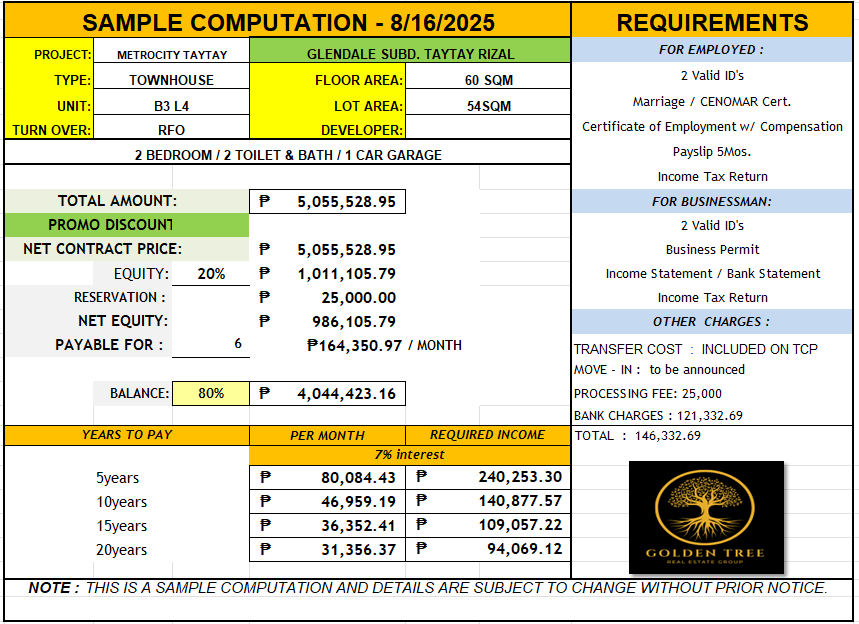 SAMPLE COMPUTATION - 8/16/2025
PROJECT: METROCITY TAYTAY GLENDALE SUBD. TAYTAY RIZAL
TYPE: TOWNHOUSE FLOOR AREA: 60 SQM
UNIT: B3 L4 LOT AREA: 54SQM
TURN OVER: RFO DEVELOPER:
2 BEDROOM / 2 TOILET & BATH / 1 CAR GARAGE
TOTAL AMOUNT: ₱ 5,055,528.95
PROMO DISCOUNT
NET CONTRACT PRICE: ₱ 5,055,528.95
EQUITY: 20% ₱ 1,011,105.79
RESERVATION : ₱ 25,000.00
NET EQUITY: ₱ 986,105.79
PAYABLE FOR : 6 ₱164,350.97 / MONTH
BALANCE: 80% ₱ 4,044,423.16
YEARS TO PAY PER MONTH REQUIRED INCOME
7% interest
5years ₱ 80,084.43 ₱ 240,253.30
10years ₱ 46,959.19 ₱ 140,877.57
15years ₱ 36,352.41 ₱ 109,057.22
20years ₱ 31,356.37 ₱ 94,069.12
REQUIREMENTS
FOR EMPLOYED :
2 Valid ID's
Marriage / CENOMAR Cert.
Certificate of Employment w/ Compensation
Payslip 5Mos.
Income Tax Return
FOR BUSINESSMAN:
2 Valid ID's
Business Permit
Income Statement / Bank Statement
Income Tax Return
OTHER CHARGES :
TRANSFER COST : INCLUDED ON TCP
MOVE - IN : to be announced
PROCESSING FEE: 25,000
BANK CHARGES : 121,332.69
TOTAL : 146,332.69
GOLDEN TREE
REAL ESTATE GROUP
NOTE : THIS IS A SAMPLE COMPUTATION AND DETAILS ARE SUBJECT TO CHANGE WITHOUT PRIOR NOTICE.